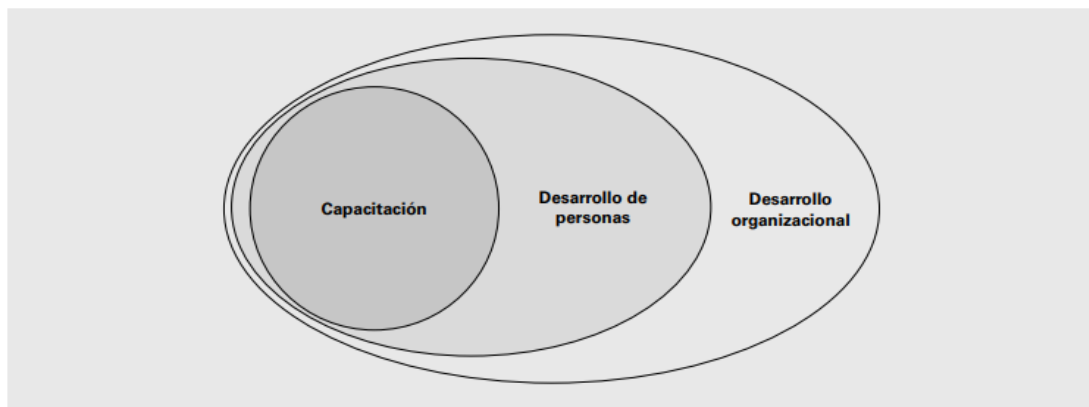 Capacitación
Desarrollo de
personas
Desarrollo
organizacional